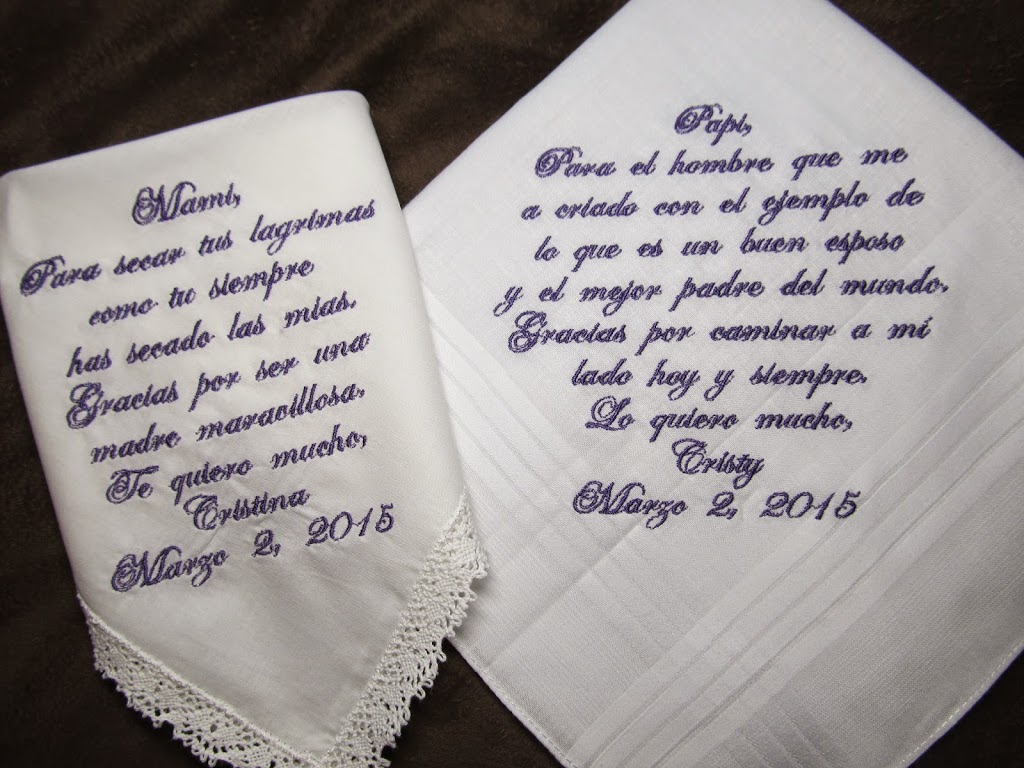 Mami,
Para secar tus lagrimas
como tu siempre
has secado las mias.
Gracias por ser una
madre maravillosa.
Te quiero mucho,
Cristina
Marzo 2, 2015
Papi,
Para el hombre que me
a criado con el ejemplo de
lo que es un buen esposo
y el mejor padre del mundo.
Gracias por caminar a mi
lado hoy y siempre.
Lo quiero mucho,
Cristy
Marzo 2, 2015